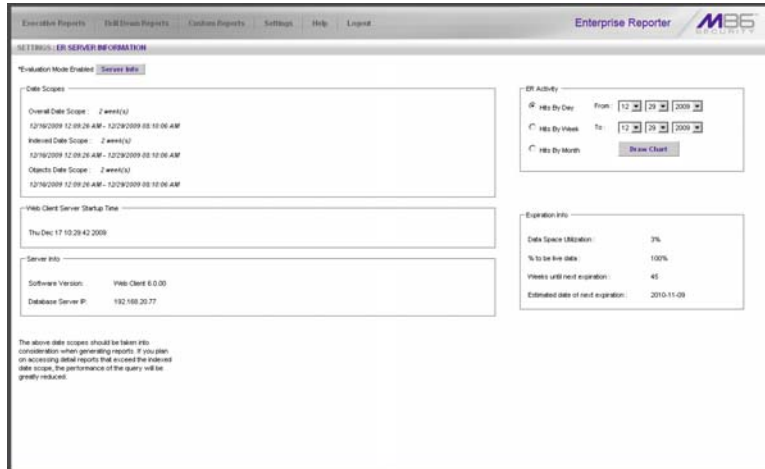 Executive Reports Drill Down Reports Custom Reports Settings Help Logout
Enterprise Reporter
M86 SECURITY
SETTINGS : ER SERVER INFORMATION
*Evaluation Mode Enabled Server Info
Date Scopes
Overall Date Scope : 2 week(s)
12/16/2009 12:09:26 AM - 12/29/2009 08:10:06 AM
Indexed Date Scope : 2 week(s)
12/16/2009 12:09:26 AM - 12/29/2009 08:10:06 AM
Objects Date Scope : 2 week(s)
12/16/2009 12:09:26 AM - 12/29/2009 08:10:06 AM
Web Client Server Startup Time
Thu Dec 17 10:29:42 2009
Server Info
Software Version: Web Client 6.0.00
Database Server IP: 192.168.20.77
The above date scopes should be taken into
consideration when generating reports. If you plan
on accessing detail reports that exceed the indexed
date scope, the performance of the query will be
greatly reduced.
ER Activity
Hits By Day From : 12 29 2009
Hits By Week To : 12 29 2009
Hits By Month Draw Chart
Expiration Info
Data Space Utilization : 3%
% to be live data : 100%
Weeks until next expiration : 45
Estimated date of next expiration : 2010-11-09